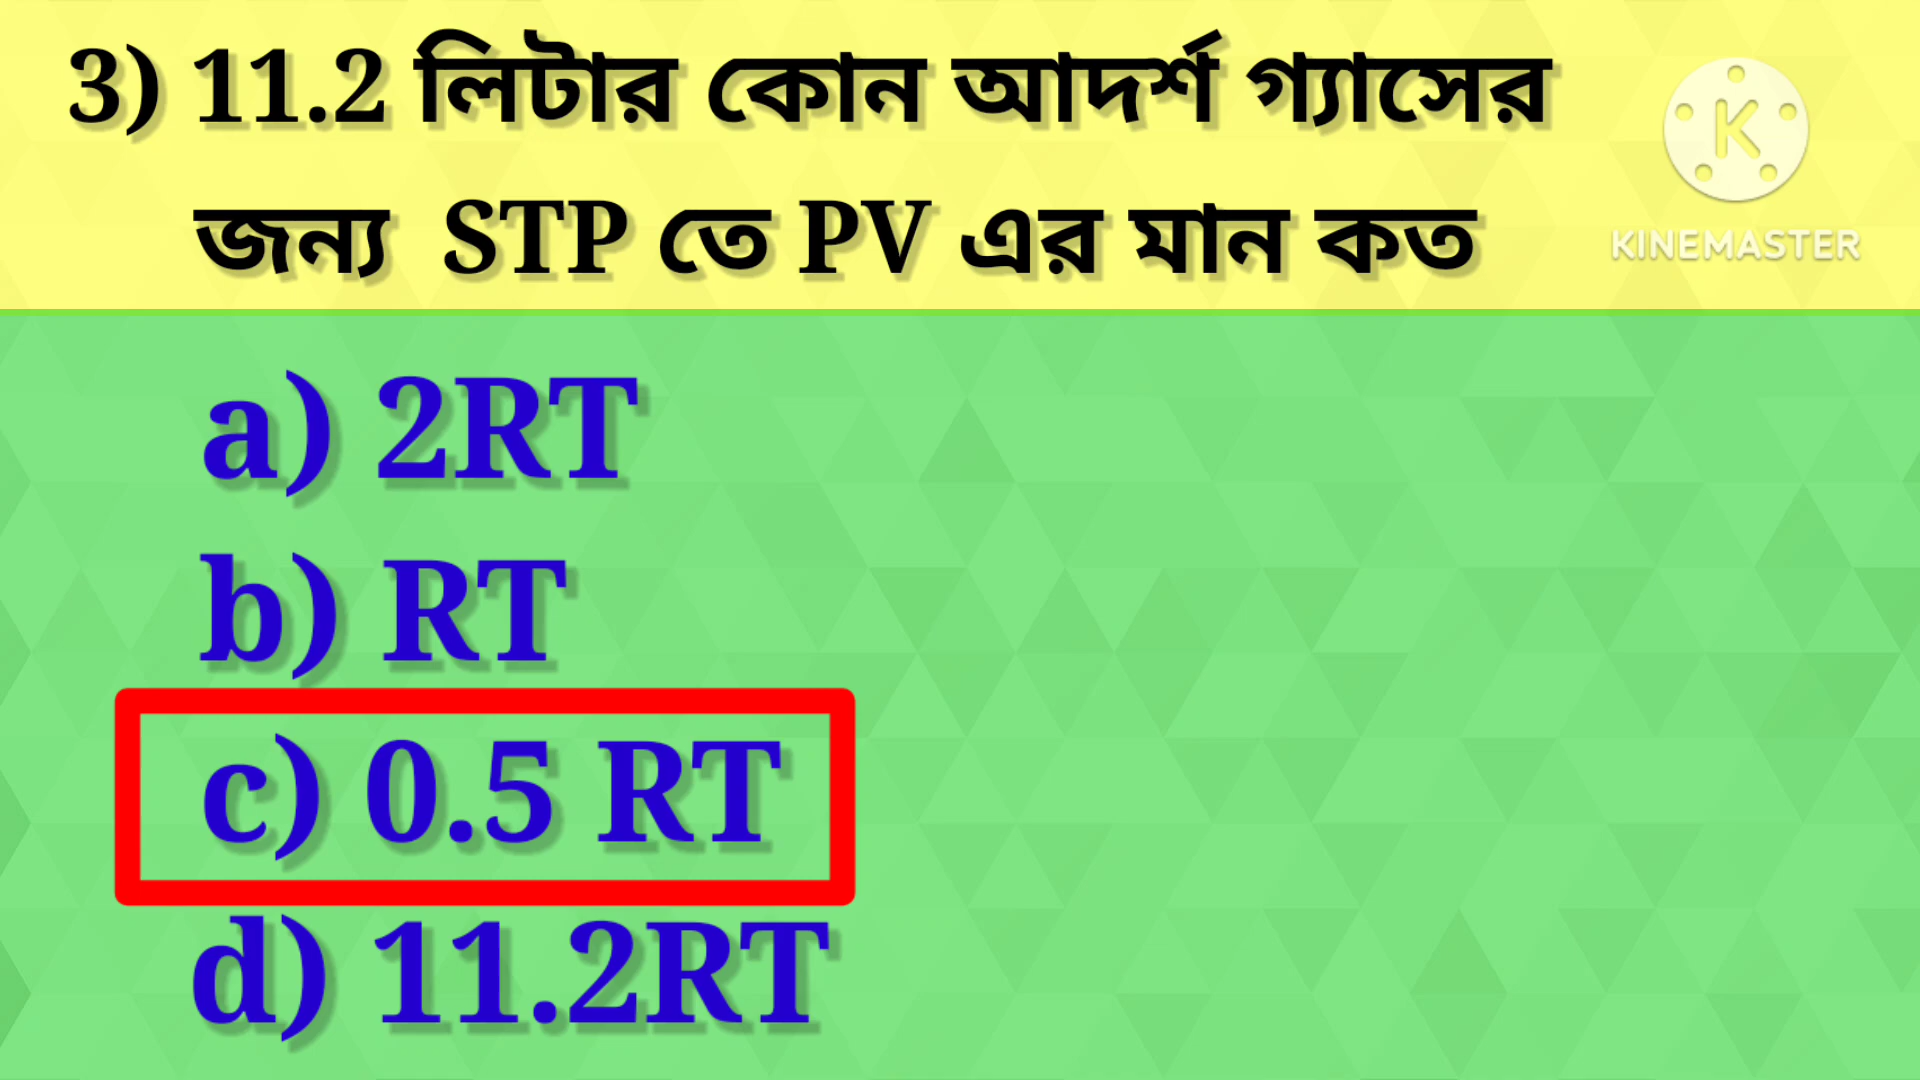 3) 11.2 লিটার কোন আদর্শ গ্যাসের
জন্য STP তে PV এর মান কত
K
KINEMASTER
a) 2RT
b) RT
c) 0.5 RT
d) 11.2RT